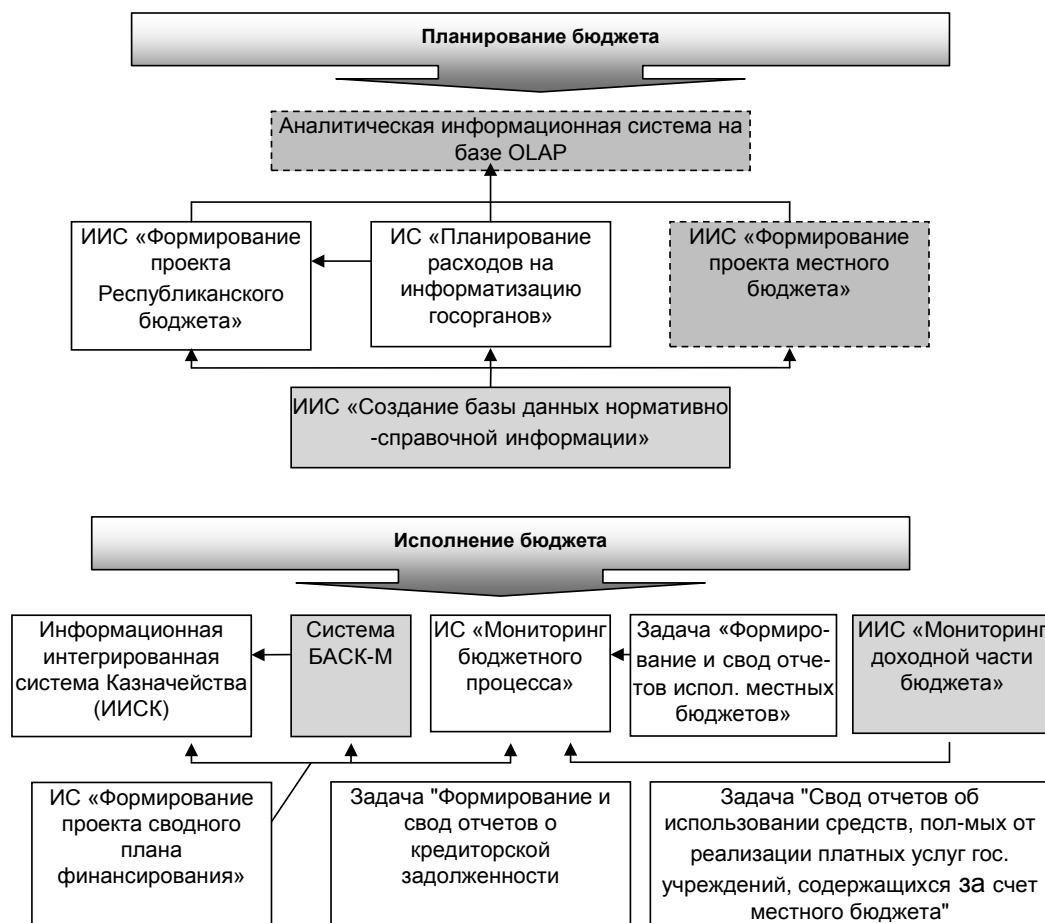 Планирование бюджета
Аналитическая информационная система на
базе OLAP
ИИС «Формирование
проекта
Республиканского
бюджета»
ИС «Планирование
расходов на
информатизацию
госорганов»
ИИС «Формирование
проекта местного
бюджета»
ИИС «Создание базы данных нормативно
-справочной информации»
Исполнение бюджета
Информационная
интегрированная
система Казначейства
(ИИСК)
Система
БАСК-М
ИС «Мониторинг
бюджетного
процесса»
Задача «Формиро-
вание и свод отче-
тов испол. местных
бюджетов»
ИИС «Мониторинг
доходной части
бюджета»
ИС «Формирование
проекта сводного
плана
финансирования»
Задача "Формирование и
свод отчетов о
кредиторской
задолженности
Задача "Свод отчетов об
использовании средств, пол-мых от
реализации платных услуг гос.
учреждений, содержащихся за счет
местного бюджета"